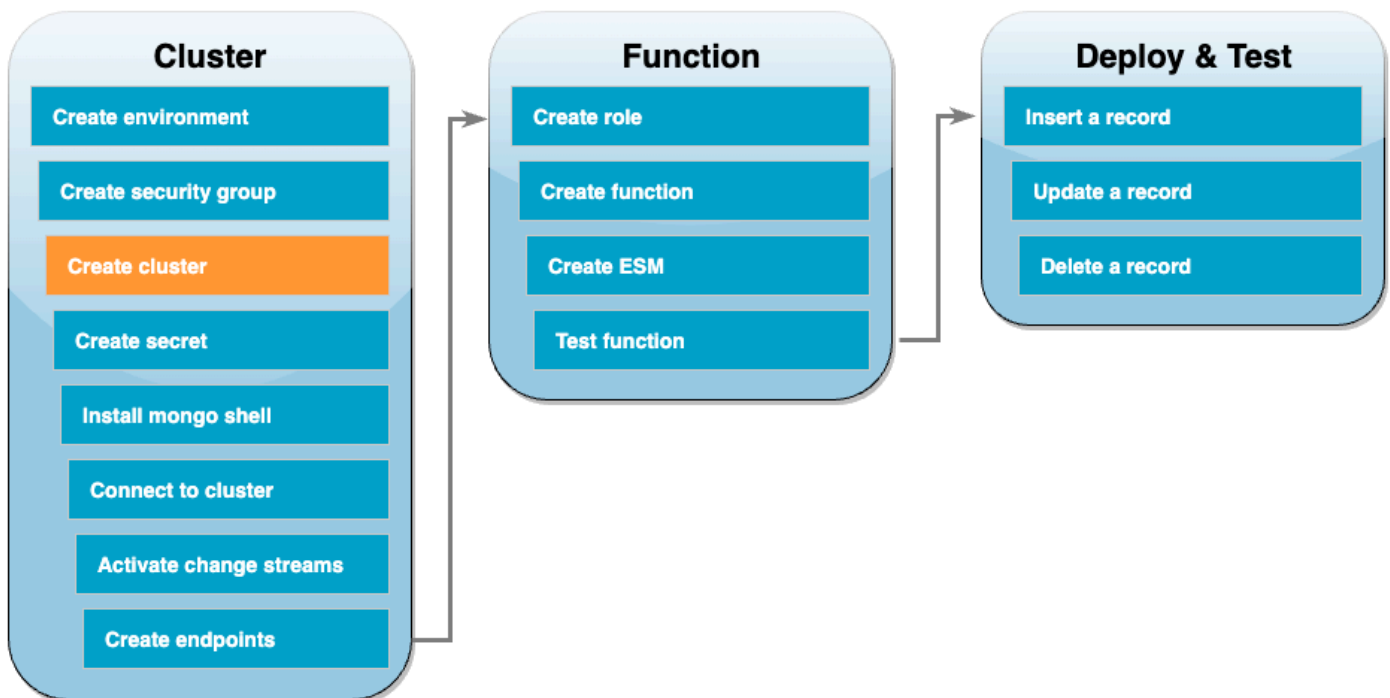 Cluster
Create environment
Create security group
Create cluster
Create secret
Install mongo shell
Connect to cluster
Activate change streams
Create endpoints
Function
Create role
Create function
Create ESM
Test function
Deploy & Test
Insert a record
Update a record
Delete a record